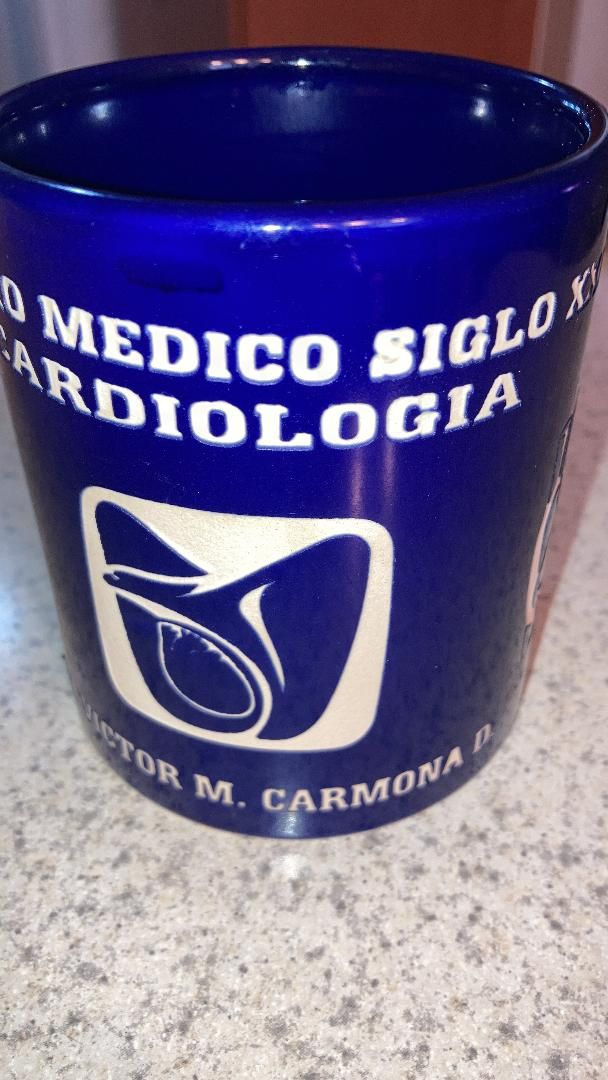 MEDICO SIGLO
CARDIOLOGIA
VICTOR M. CARMONA D.